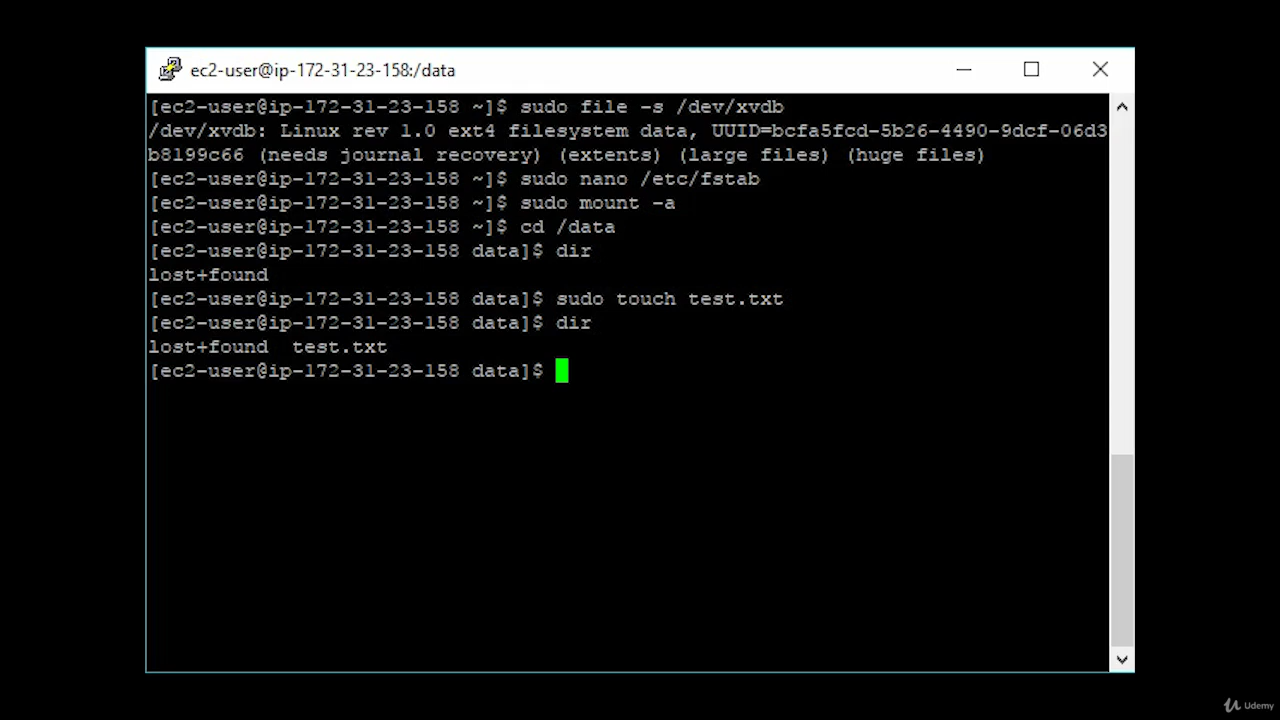 ec2-user@ip-172-31-23-158:/data
[ec2-user@ip-172-31-23-158 ~]$ sudo file -s /dev/xvdb
/dev/xvdb: Linux rev 1.0 ext4 filesystem data, UUID=bcfa5fcd-5b26-4490-9dcf-06d3
b8199c66 (needs journal recovery) (extents) (large files) (huge files)
[ec2-user@ip-172-31-23-158 ~]$ sudo nano /etc/fstab
[ec2-user@ip-172-31-23-158 ~]$ sudo mount -a
[ec2-user@ip-172-31-23-158 ~]$ cd /data
[ec2-user@ip-172-31-23-158 data]$ dir
lost+found
[ec2-user@ip-172-31-23-158 data]$ sudo touch test.txt
[ec2-user@ip-172-31-23-158 data]$ dir
lost+found  test.txt
[ec2-user@ip-172-31-23-158 data]$
Udemy